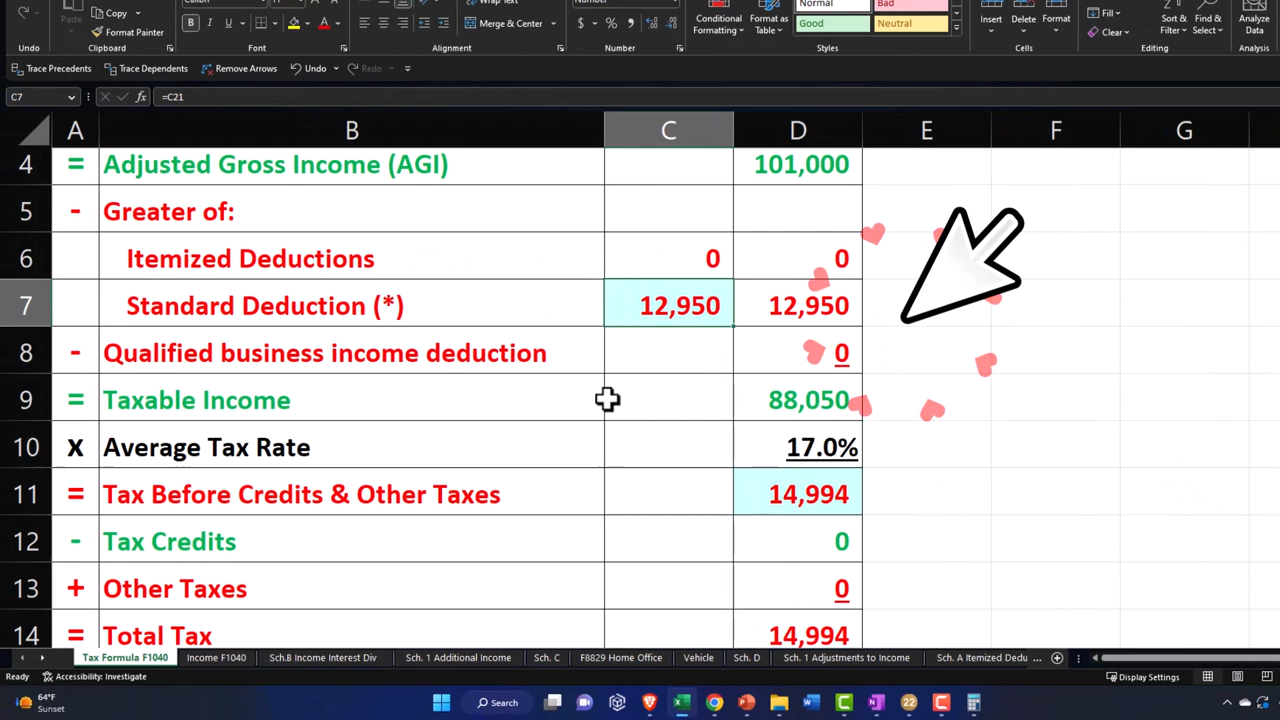 Copy
Format Painter
Merge & Center
$ % 9
Conditional
Formatting
Format as
Table
Normal
Bad
Good
Neutral
Insert
Delete
Format
Fill
Clear
Sort &
Filter
Find &
Select
Analyze
Data
Undo
Clipboard
Font
Alignment
Number
Styles
Cells
Editing
Analysis
Trace Precedents Trace Dependents Remove Arrows Undo Redo
C7 fx =C21
A B C D E F G
4 = Adjusted Gross Income (AGI) 101,000
5 - Greater of:
6 Itemized Deductions 0 0
7 Standard Deduction (*) 12,950 12,950
8 - Qualified business income deduction 0
9 = Taxable Income 88,050
10 x Average Tax Rate 17.0%
11 = Tax Before Credits & Other Taxes 14,994
12 - Tax Credits 0
13 + Other Taxes 0
14 = Total Tax 14,994
Tax Formula F1040 Income F1040 Sch.B Income Interest Div Sch. 1 Additional Income Sch. C F8829 Home Office Vehicle Sch. D Sch. 1 Adjustments to Income Sch. A Itemized Dedu ...
Ready Accessibility: Investigate Display Settings
64°F
Sunset
Search
22